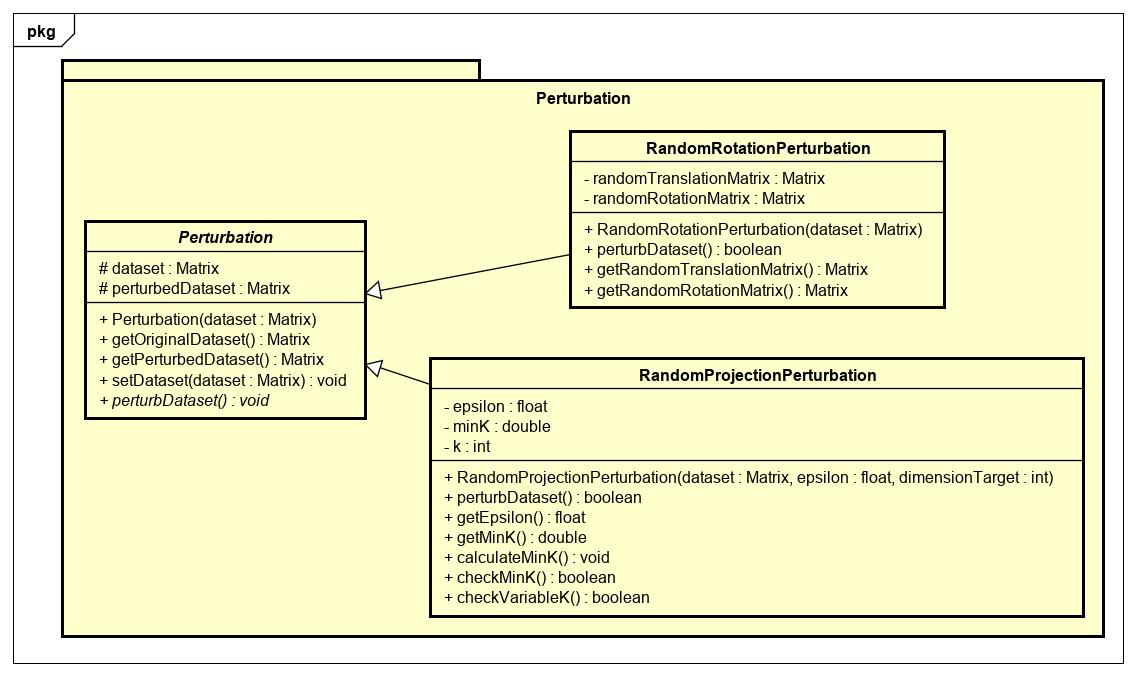 pkg
Perturbation
Perturbation
# dataset : Matrix
# perturbedDataset : Matrix
+ Perturbation(dataset : Matrix)
+ getOriginalDataset() : Matrix
+ getPerturbedDataset() : Matrix
+ setDataset(dataset : Matrix) : void
+ perturbDataset() : void
RandomRotationPerturbation
- randomTranslationMatrix : Matrix
- randomRotationMatrix : Matrix
+ RandomRotationPerturbation(dataset : Matrix)
+ perturbDataset() : boolean
+ getRandomTranslationMatrix() : Matrix
+ getRandomRotationMatrix() : Matrix
RandomProjectionPerturbation
- epsilon : float
- minK : double
- k : int
+ RandomProjectionPerturbation(dataset : Matrix, epsilon : float, dimensionTarget : int)
+ perturbDataset() : boolean
+ getEpsilon() : float
+ getMinK() : double
+ calculateMinK() : void
+ checkMinK() : boolean
+ checkVariableK() : boolean